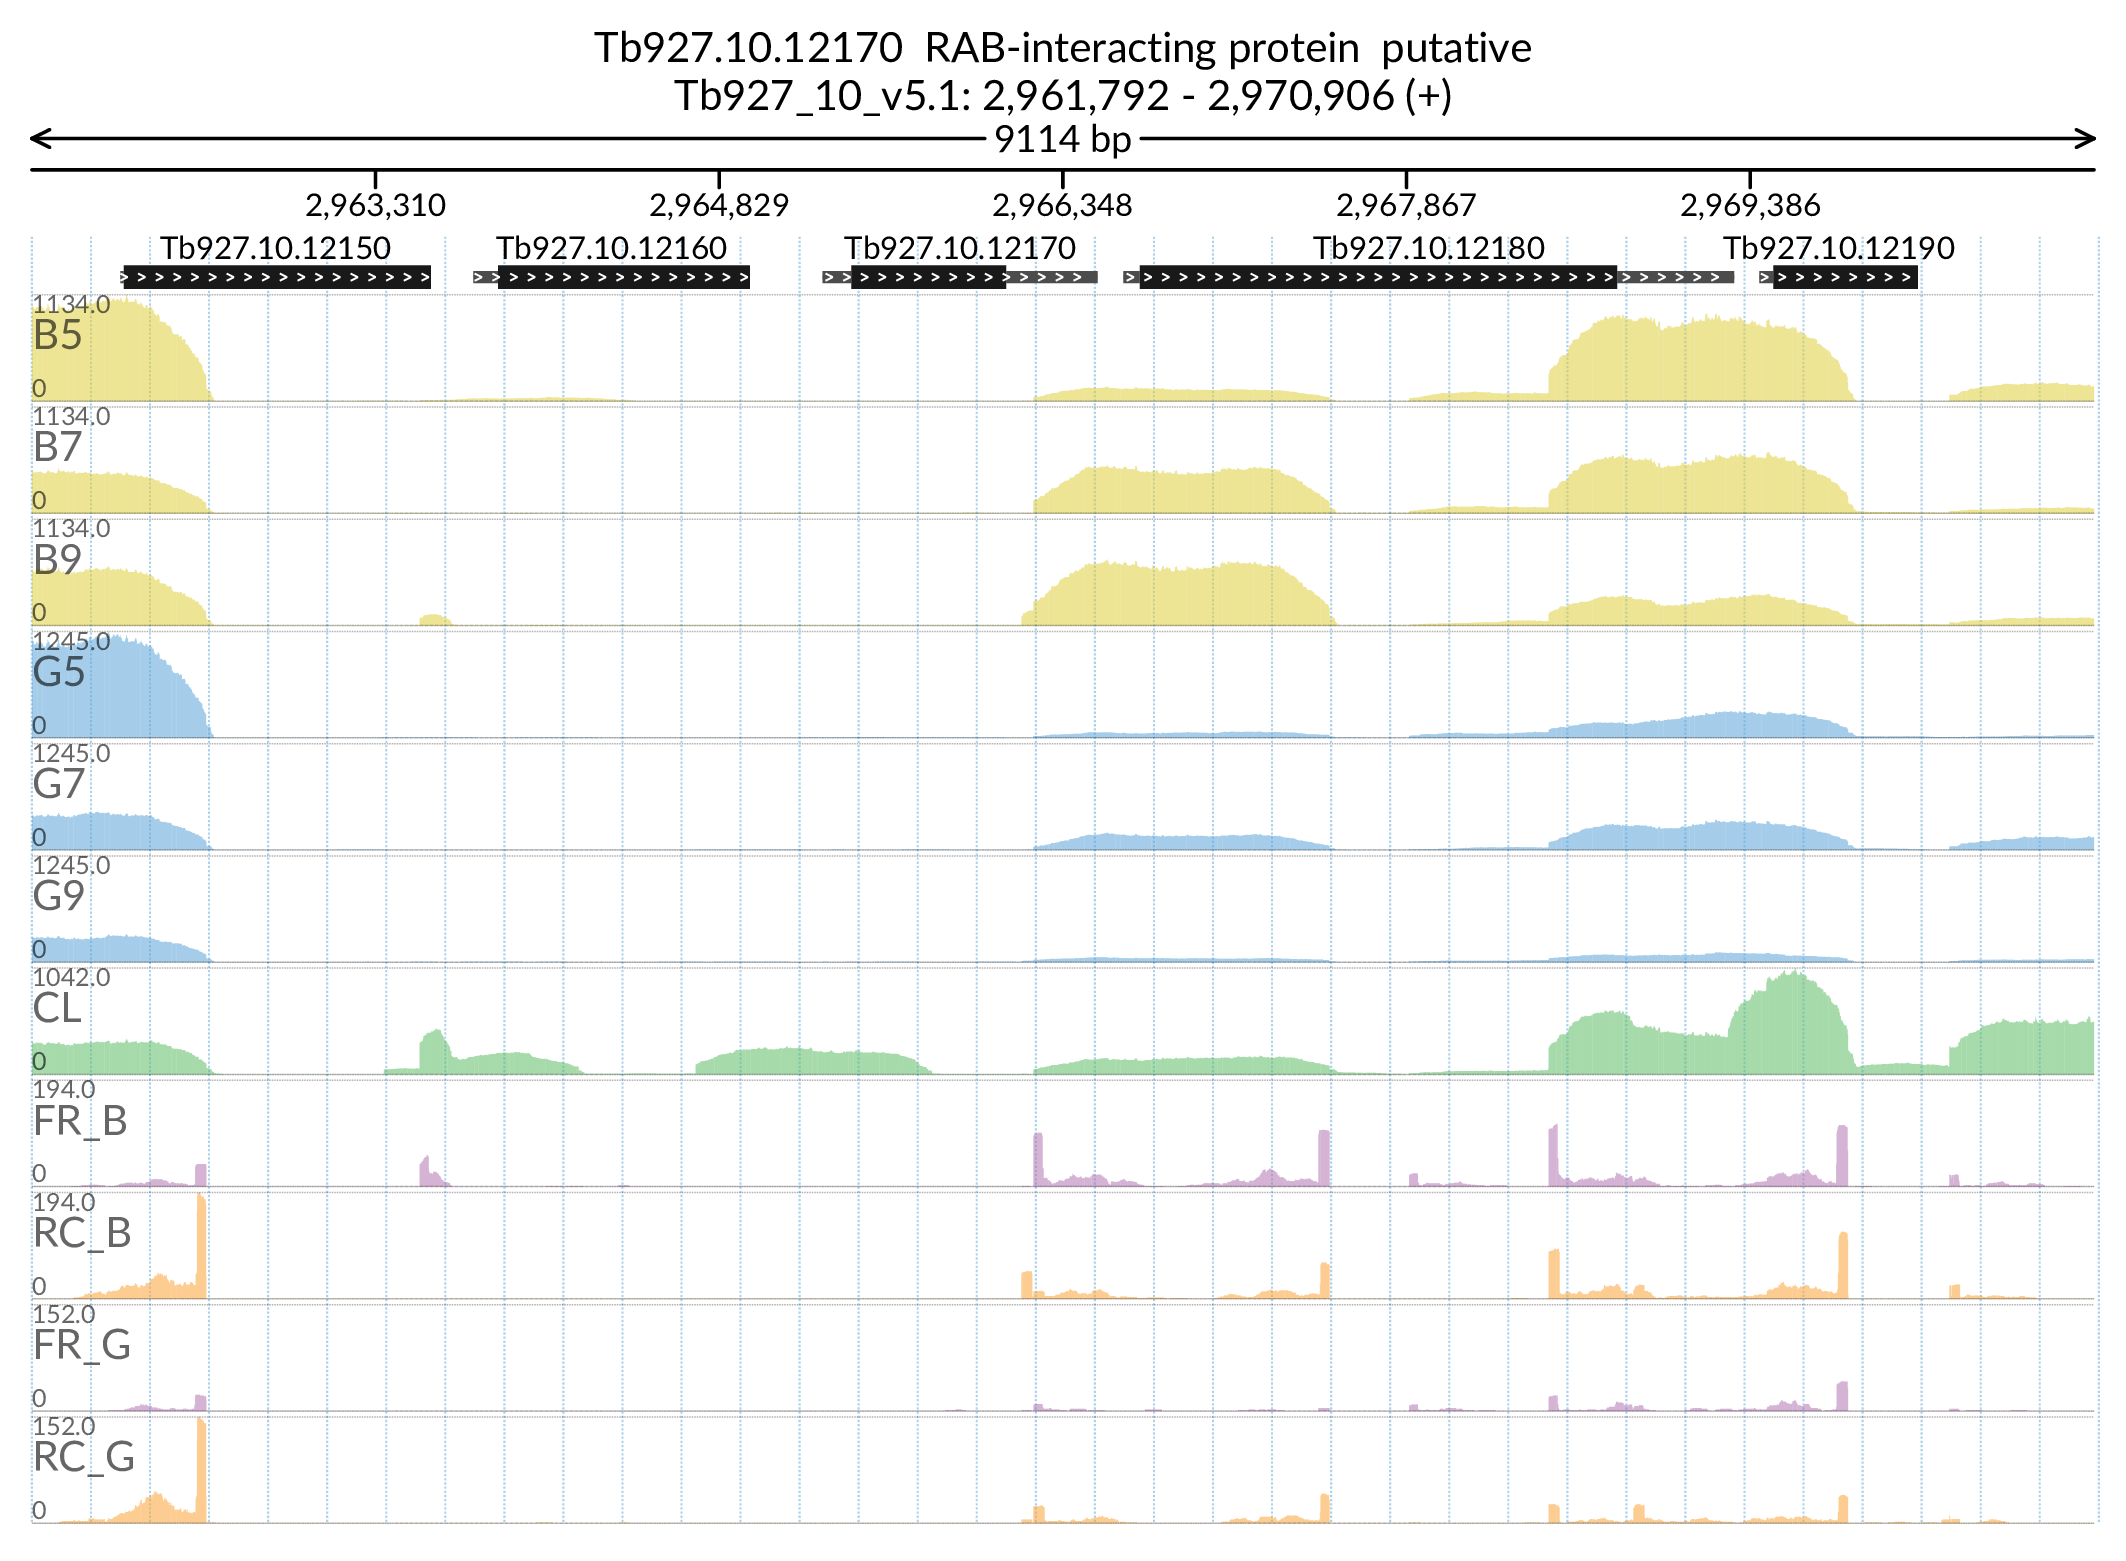 Tb927.10.12170  RAB-interacting protein  putative
Tb927_10_v5.1: 2,961,792 - 2,970,906 (+)
9114 bp
2,963,310 2,964,829 2,966,348 2,967,867 2,969,386
Tb927.10.12150 Tb927.10.12160 Tb927.10.12170 Tb927.10.12180 Tb927.10.12190
1134.0
B5
0
1134.0
B7
0
1134.0
B9
0
1245.0
G5
0
1245.0
G7
0
1245.0
G9
0
1042.0
CL
0
194.0
FR_B
0
194.0
RC_B
0
152.0
FR_G
0
152.0
RC_G
0